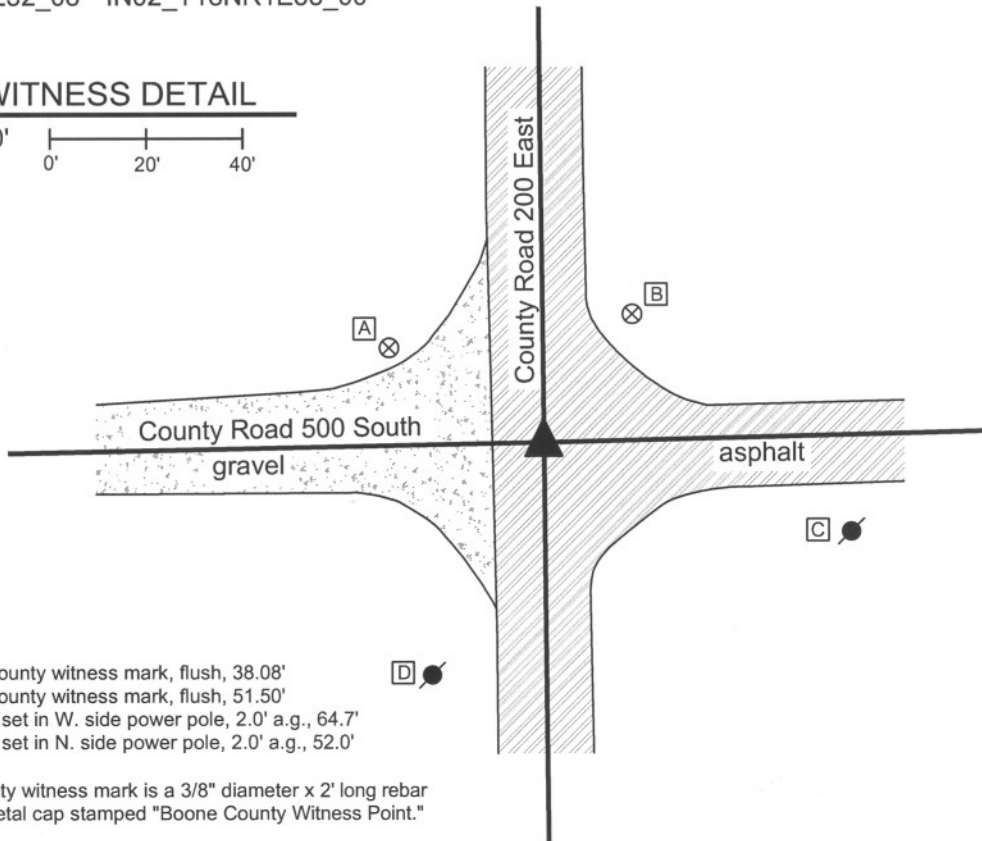 WITNESS DETAIL
0' 20' 40'
County Road 200 East
A
B
County Road 500 South
gravel
asphalt
C
D
ounty witness mark, flush, 38.08'
ounty witness mark, flush, 51.50'
set in W. side power pole, 2.0' a.g., 64.7'
set in N. side power pole, 2.0' a.g., 52.0'
ty witness mark is a 3/8" diameter x 2' long rebar
etal cap stamped "Boone County Witness Point."